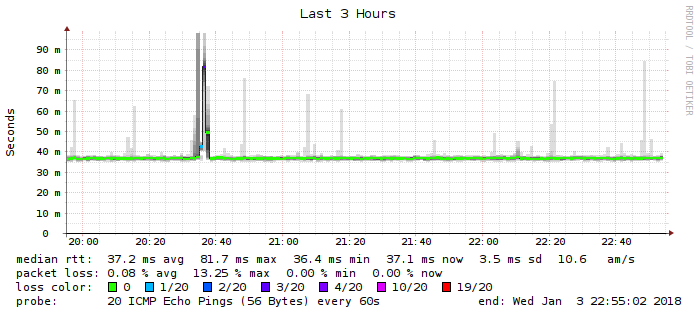 Last 3 Hours
RRDTOOL / TOBI OETIKER
Seconds
90 m
80 m
70 m
60 m
50 m
40 m
30 m
20 m
10 m
0
20:00 20:20 20:40 21:00 21:20 21:40 22:00 22:20 22:40
median rtt: 37.2 ms avg 81.7 ms max 36.4 ms min 37.1 ms now 3.5 ms sd 10.6 am/s
packet loss: 0.08 % avg 13.25 % max 0.00 % min 0.00 % now
loss color: 0 1/20 2/20 3/20 4/20 10/20 19/20
probe: 20 ICMP Echo Pings (56 Bytes) every 60s end: Wed Jan 3 22:55:02 2018